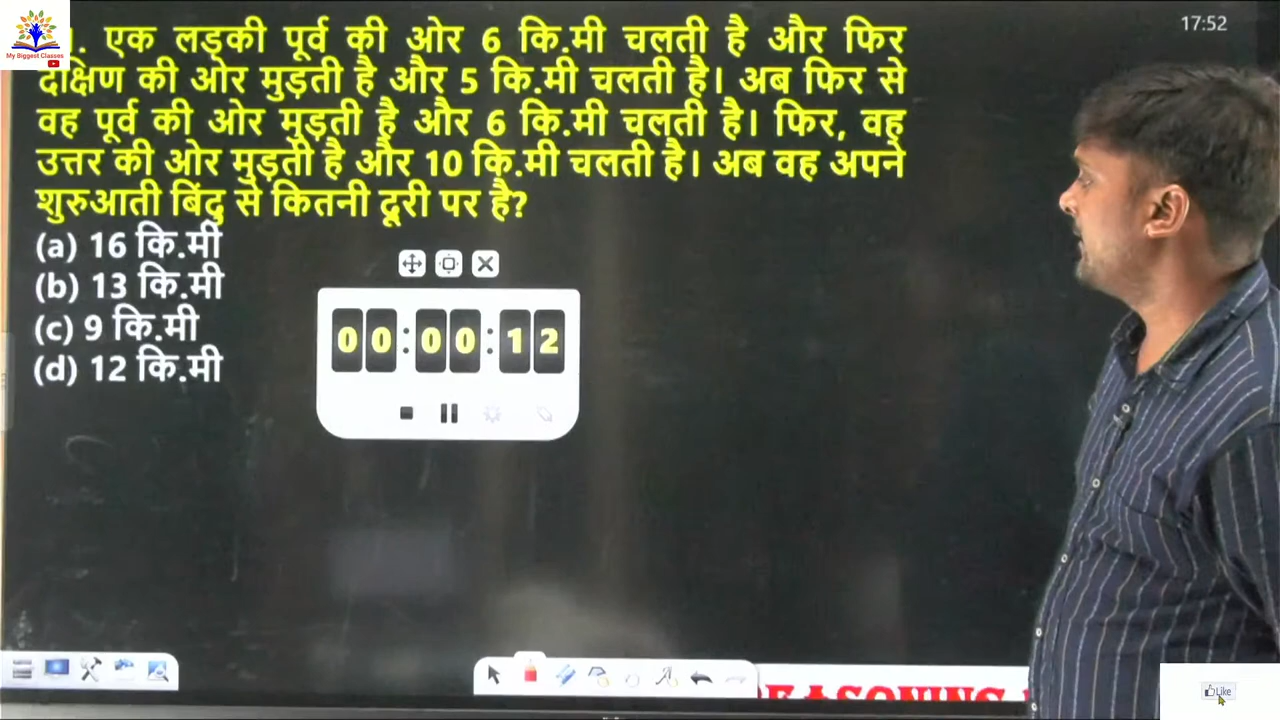 17:52
My Biggest Classes
1. एक लड़की पूर्व की ओर 6 कि.मी चलती है और फिर
दक्षिण की ओर मुड़ती है और 5 कि.मी चलती है। अब फिर से
वह पूर्व की ओर मुड़ती है और 6 कि.मी चलती है। फिर, वह
उत्तर की ओर मुड़ती है और 10 कि.मी चलती है। अब वह अपने
शुरुआती बिंदु से कितनी दूरी पर है?
(a) 16 कि.मी
(b) 13 कि.मी
(c) 9 कि.मी
(d) 12 कि.मी
00:00:12
REASONING
Like